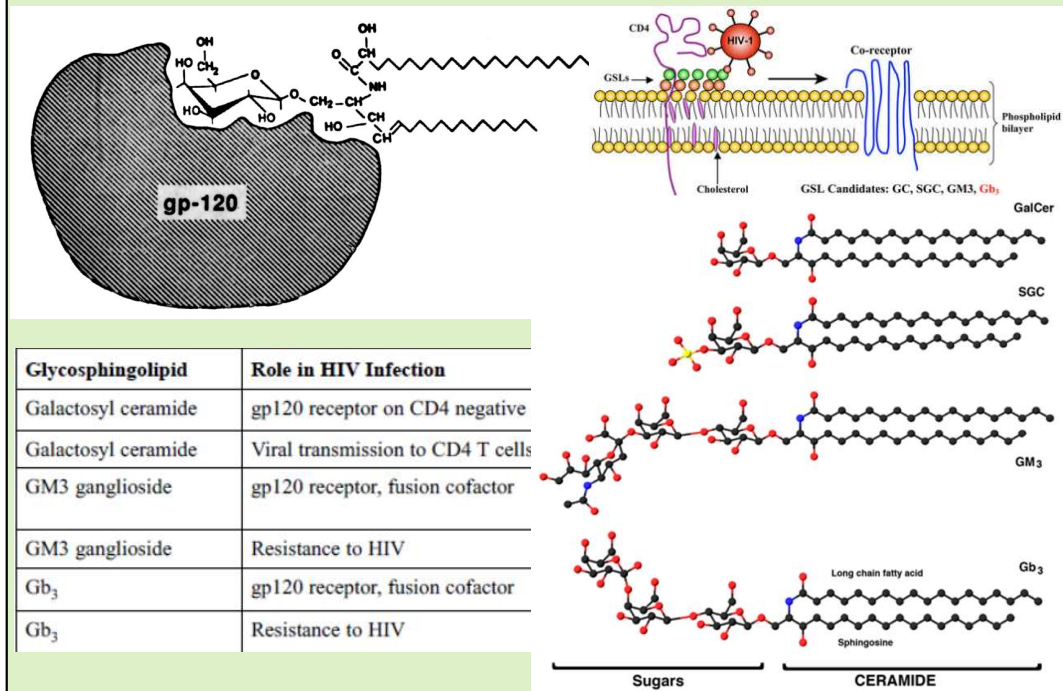 OH
OH
CH₂
HO
O
HO
HO
O
CH₂
OH
O
CH
C
NH
CH
HO
CH
CH
gp-120
CD4
HIV-1
GSLs
Co-receptor
Phospholipid
bilayer
Cholesterol
GSL Candidates: GC, SGC, GM3, Gb₃
Glycosphingolipid Role in HIV Infection
Galactosyl ceramide gp120 receptor on CD4 negative
Galactosyl ceramide Viral transmission to CD4 T cells
GM3 ganglioside gp120 receptor, fusion cofactor
GM3 ganglioside Resistance to HIV
Gb₃ gp120 receptor, fusion cofactor
Gb₃ Resistance to HIV
GalCer
SGC
GM₃
Gb₃
Long chain fatty acid
Sphingosine
Sugars CERAMIDE